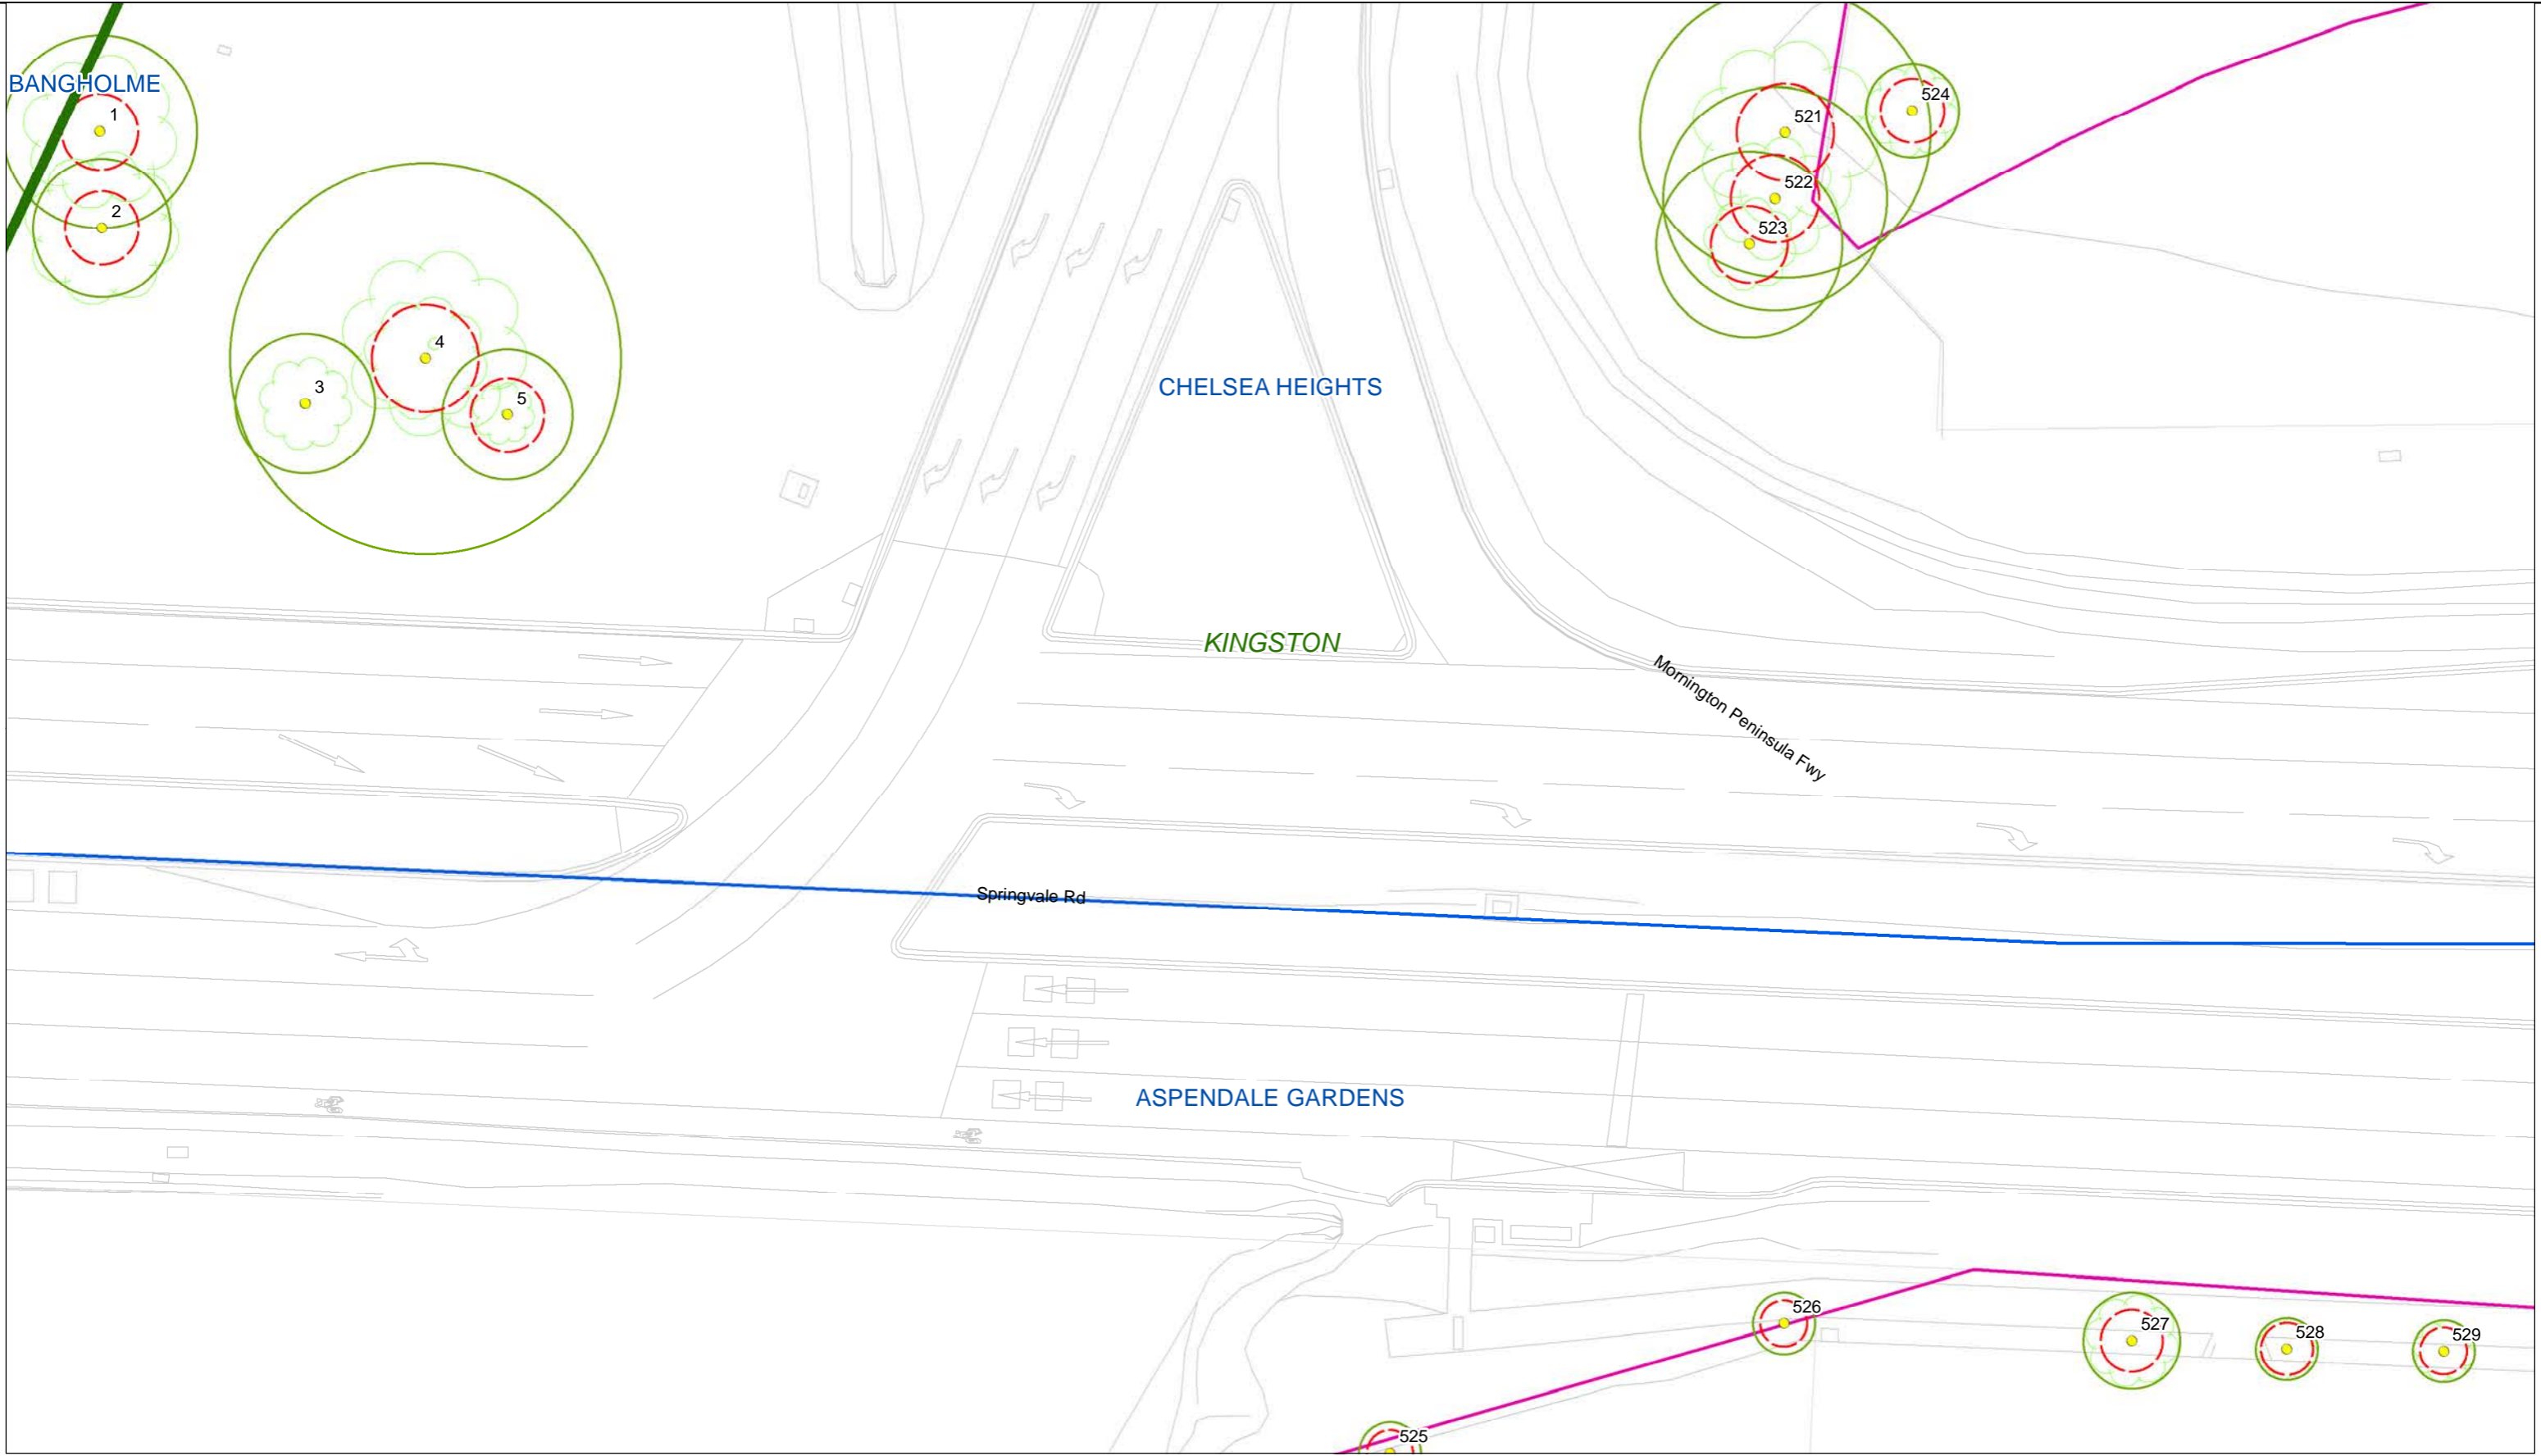 BANGHOLME
1
2
3
4
5
521
522
523
524
CHELSEA HEIGHTS
KINGSTON
Mornington Peninsula Fwy
Springvale Rd
ASPENDALE GARDENS
525
526
527
528
529